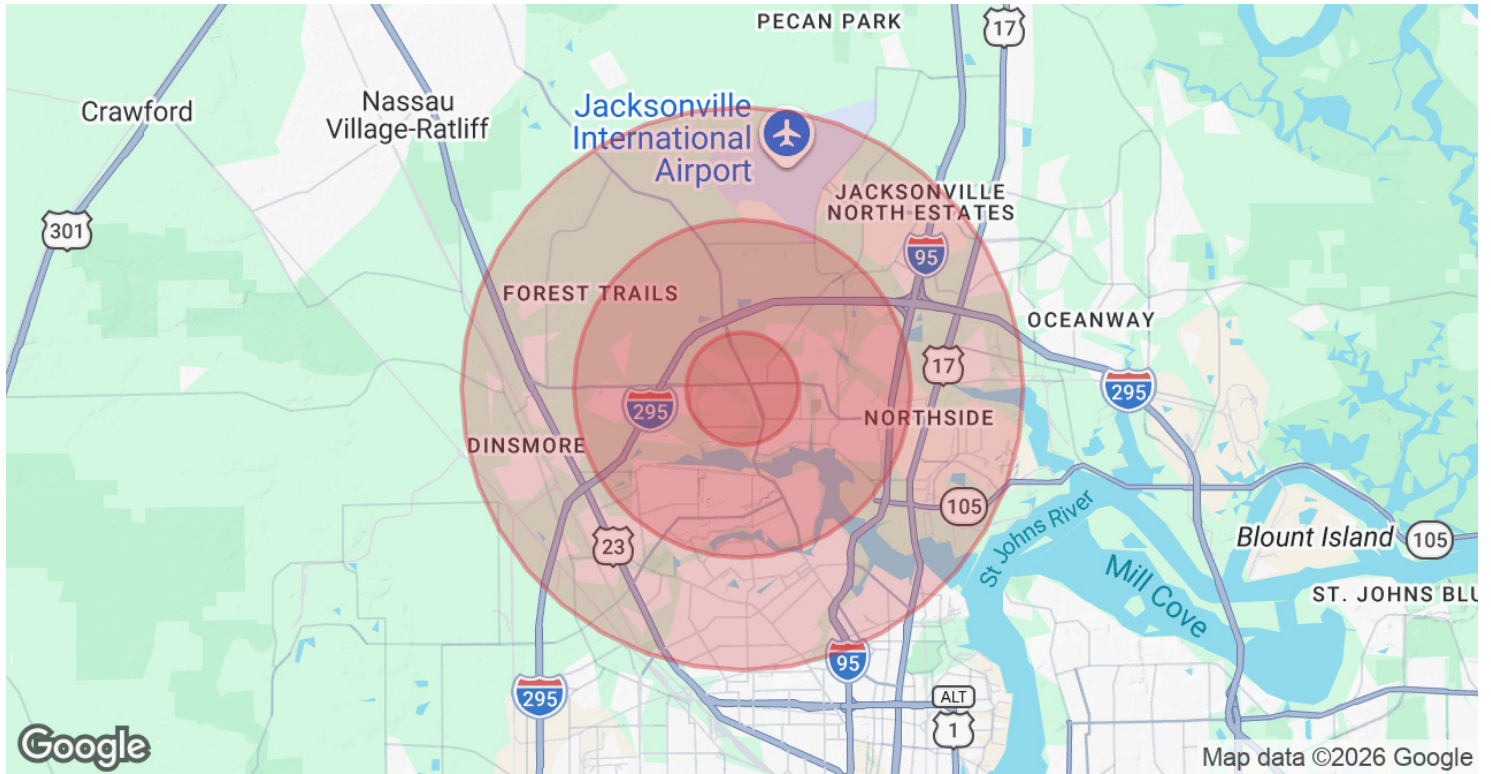 PECAN PARK
17
Crawford
Nassau
Village-Ratliff
Jacksonville
International
Airport
JACKSONVILLE
NORTH ESTATES
301
95
FOREST TRAILS
OCEANWAY
17
295
295
DINSMORE
NORTHSIDE
105
23
St Johns River
Blount Island
105
Mill Cove
ST. JOHNS BLU
95
295
ALT
1
Google
Map data ©2026 Google